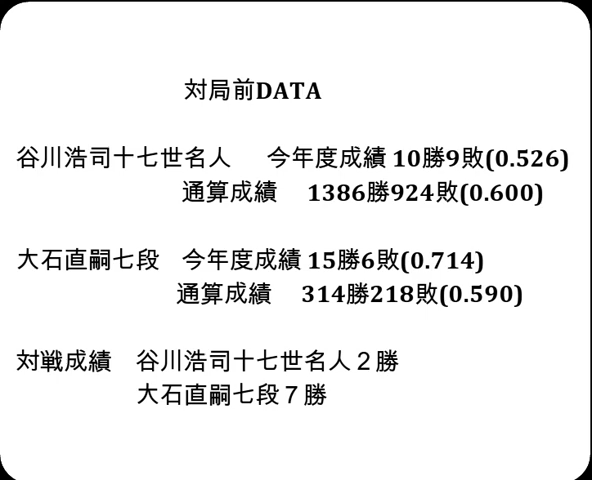 対局前DATA
谷川浩司十七世名人 今年度成績 10勝9敗(0.526)
通算成績 1386勝924敗(0.600)
大石直嗣七段 今年度成績 15勝6敗(0.714)
通算成績 314勝218敗(0.590)
対戦成績 谷川浩司十七世名人２勝
大石直嗣七段７勝